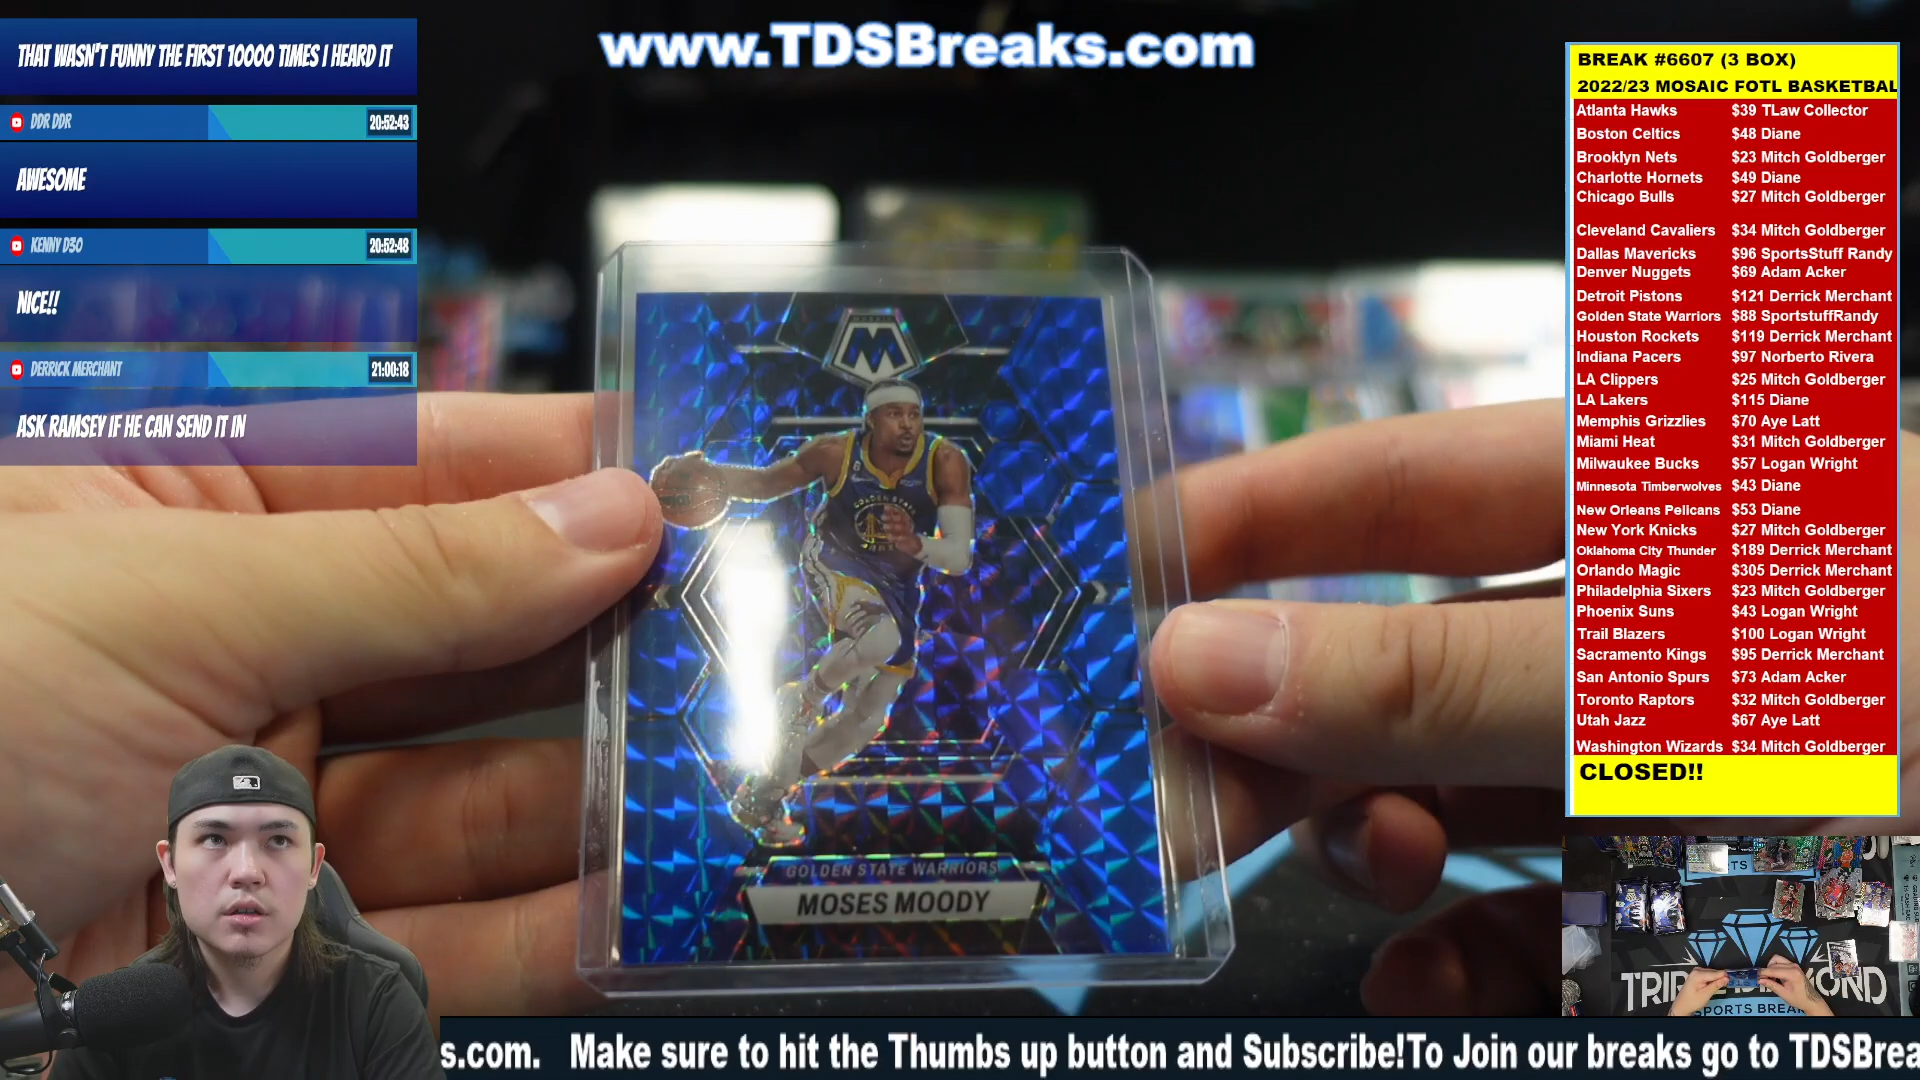 www.TDSBreaks.com
THAT WASN'T FUNNY THE FIRST 10000 TIMES I HEARD IT
DDR DDR 20:52:43
AWESOME
KENNY D30 20:52:48
NICE!!
DERRICK MERCHANT 21:00:18
ASK RAMSEY IF HE CAN SEND IT IN
BREAK #6607 (3 BOX)
2022/23 MOSAIC FOTL BASKETBAL
Atlanta Hawks $39 TLaw Collector
Boston Celtics $48 Diane
Brooklyn Nets $23 Mitch Goldberger
Charlotte Hornets $49 Diane
Chicago Bulls $27 Mitch Goldberger
Cleveland Cavaliers $34 Mitch Goldberger
Dallas Mavericks $96 SportsStuff Randy
Denver Nuggets $69 Adam Acker
Detroit Pistons $121 Derrick Merchant
Golden State Warriors $88 SportstuffRandy
Houston Rockets $119 Derrick Merchant
Indiana Pacers $97 Norberto Rivera
LA Clippers $25 Mitch Goldberger
LA Lakers $115 Diane
Memphis Grizzlies $70 Aye Latt
Miami Heat $31 Mitch Goldberger
Milwaukee Bucks $57 Logan Wright
Minnesota Timberwolves $43 Diane
New Orleans Pelicans $53 Diane
New York Knicks $27 Mitch Goldberger
Oklahoma City Thunder $189 Derrick Merchant
Orlando Magic $305 Derrick Merchant
Philadelphia Sixers $23 Mitch Goldberger
Phoenix Suns $43 Logan Wright
Trail Blazers $100 Logan Wright
Sacramento Kings $95 Derrick Merchant
San Antonio Spurs $73 Adam Acker
Toronto Raptors $32 Mitch Goldberger
Utah Jazz $67 Aye Latt
Washington Wizards $34 Mitch Goldberger
CLOSED!!
MOSAIC
M
GOLDEN STATE
GOLDEN STATE WARRIORS
MOSES MOODY
SPORTS BREAK
s.com. Make sure to hit the Thumbs up button and Subscribe!To Join our breaks go to TDSBrea